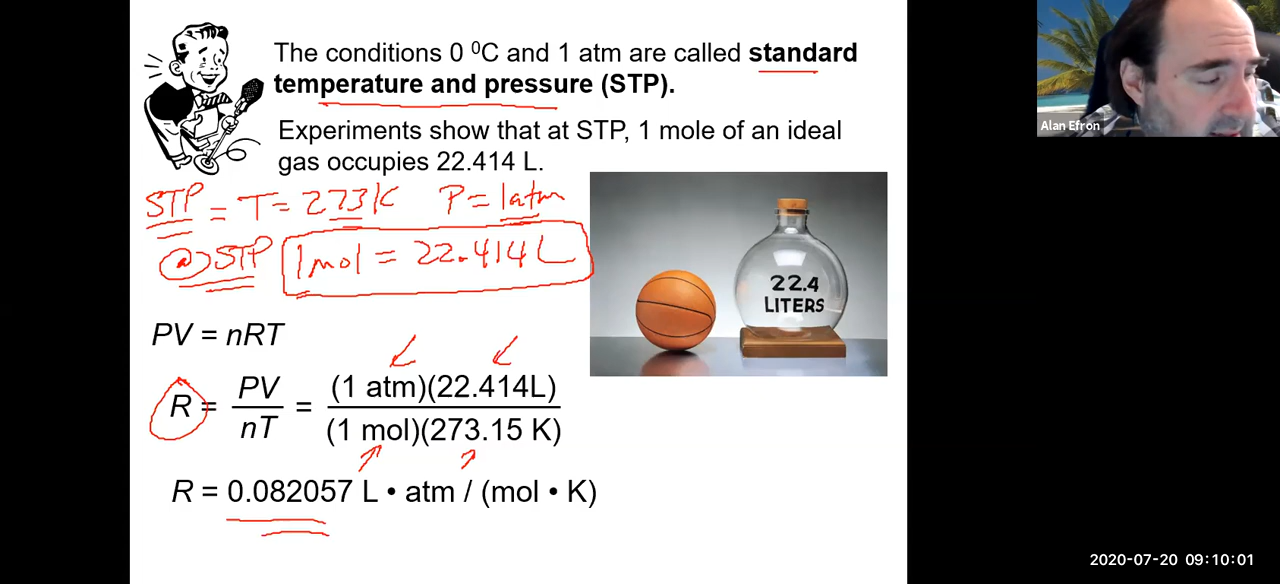 The conditions 0 ⁰C and 1 atm are called standard
temperature and pressure (STP).
Experiments show that at STP, 1 mole of an ideal
gas occupies 22.414 L.
STP = T = 273K P = 1atm
@STP 1mol = 22.414L
22.4
LITERS
PV = nRT
R = PV/nT = (1 atm)(22.414L)/(1 mol)(273.15 K)
R = 0.082057 L • atm / (mol • K)
Alan Efron
2020-07-20 09:10:01